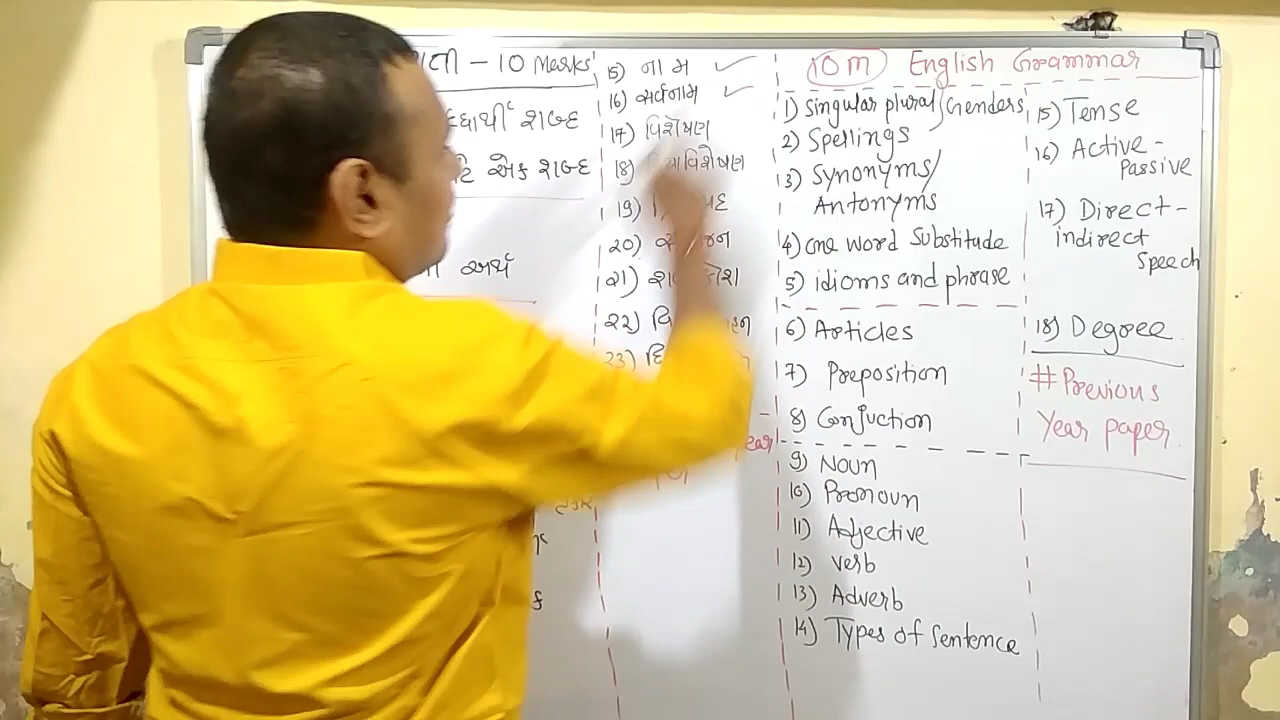 તી - 10 Marks
શબ્દ
એક શબ્દ
અર્થ
15) નામ
16) સર્વનામ
17) વિશેષણ
18)
19)
20)
21)
22)
23)
ear
10 M English Grammar
1) Singular plural/Genders
2) Spellings
3) Synonyms/
Antonyms
4) one word Substitude
5) idioms and phrase
6) Articles
7) Preposition
8) Conjuction
9) Noun
10) Pronoun
11) Adjective
12) verb
13) Adverb
14) Types of Sentence
15) Tense
16) Active -
Passive
17) Direct -
indirect
Speech
18) Degree
# Previous
Year paper